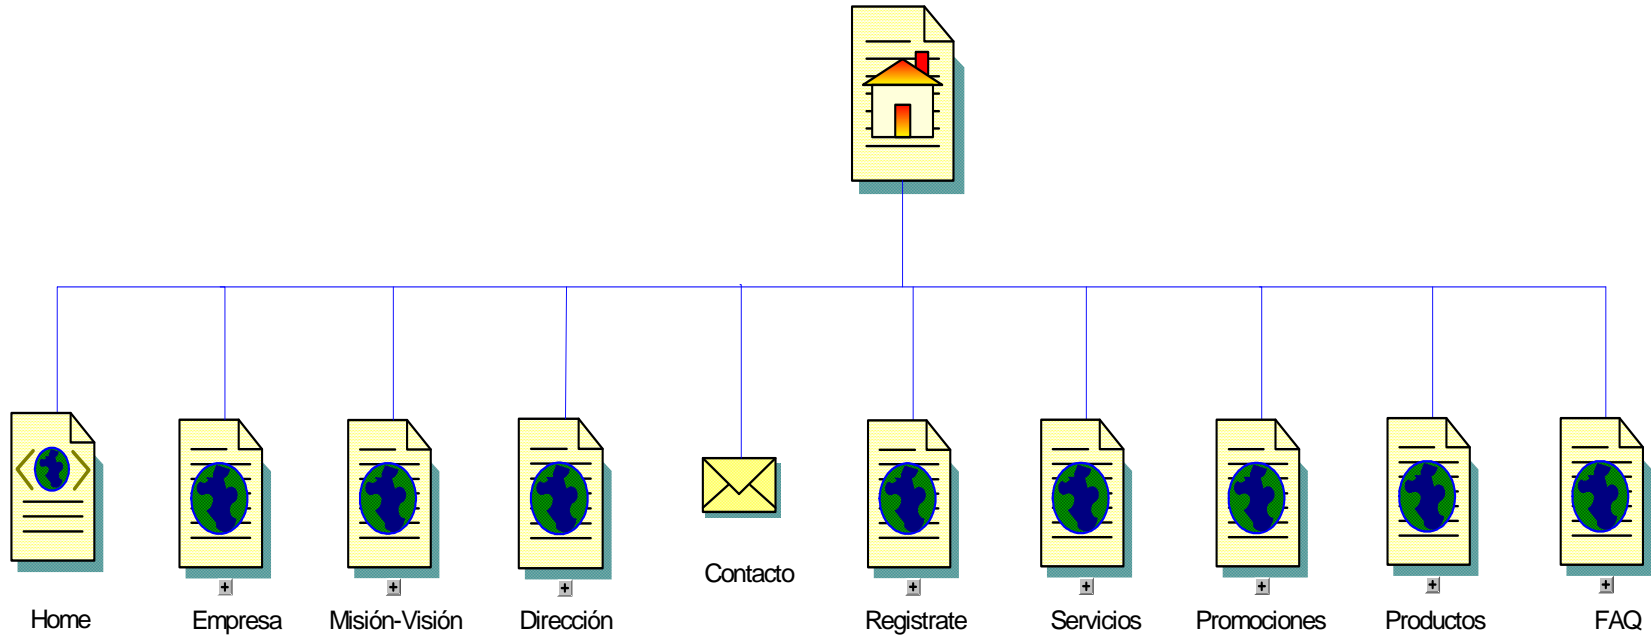 Home
Empresa
Misión-Visión
Dirección
Contacto
Registrate
Servicios
Promociones
Productos
FAQ